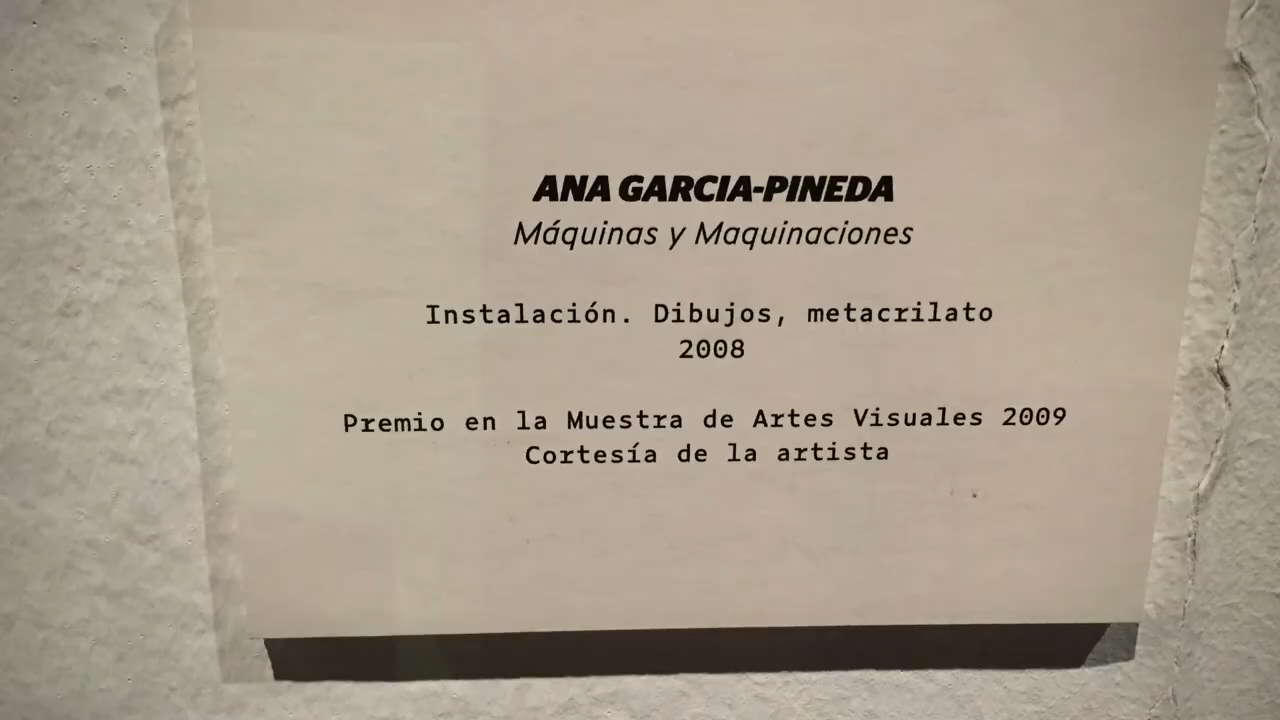 ANA GARCIA-PINEDA
Máquinas y Maquinaciones
Instalación. Dibujos, metacrilato
2008
Premio en la Muestra de Artes Visuales 2009
Cortesía de la artista